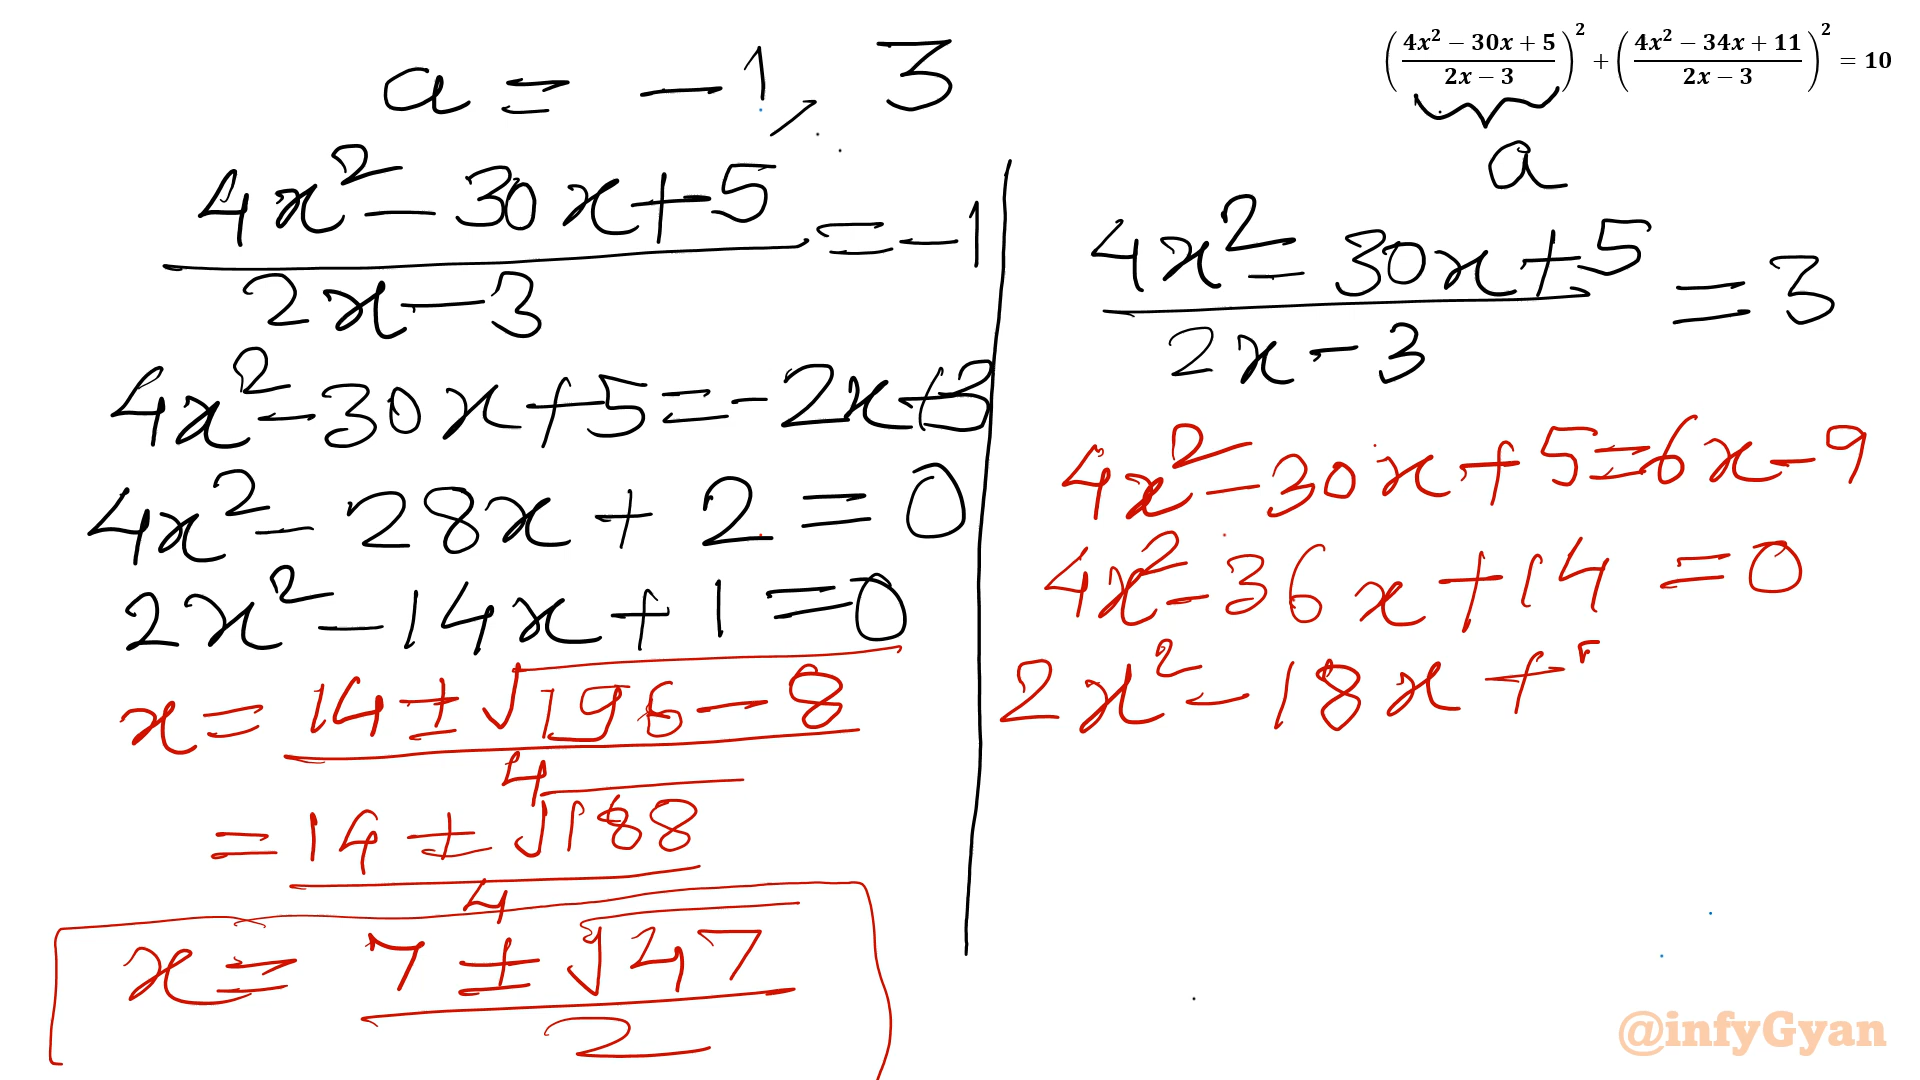 a = -1, 3
(4x² - 30x + 5)/(2x - 3) = -1
4x² - 30x + 5 = -2x + 3
4x² - 28x + 2 = 0
2x² - 14x + 1 = 0
x = (14 ± √(196 - 8))/4
= (14 ± √188)/4
x = (7 ± √47)/2
((4x² - 30x + 5)/(2x - 3))² + ((4x² - 34x + 11)/(2x - 3))² = 10
a
(4x² - 30x + 5)/(2x - 3) = 3
4x² - 30x + 5 = 6x - 9
4x² - 36x + 14 = 0
2x² - 18x +
@infyGyan